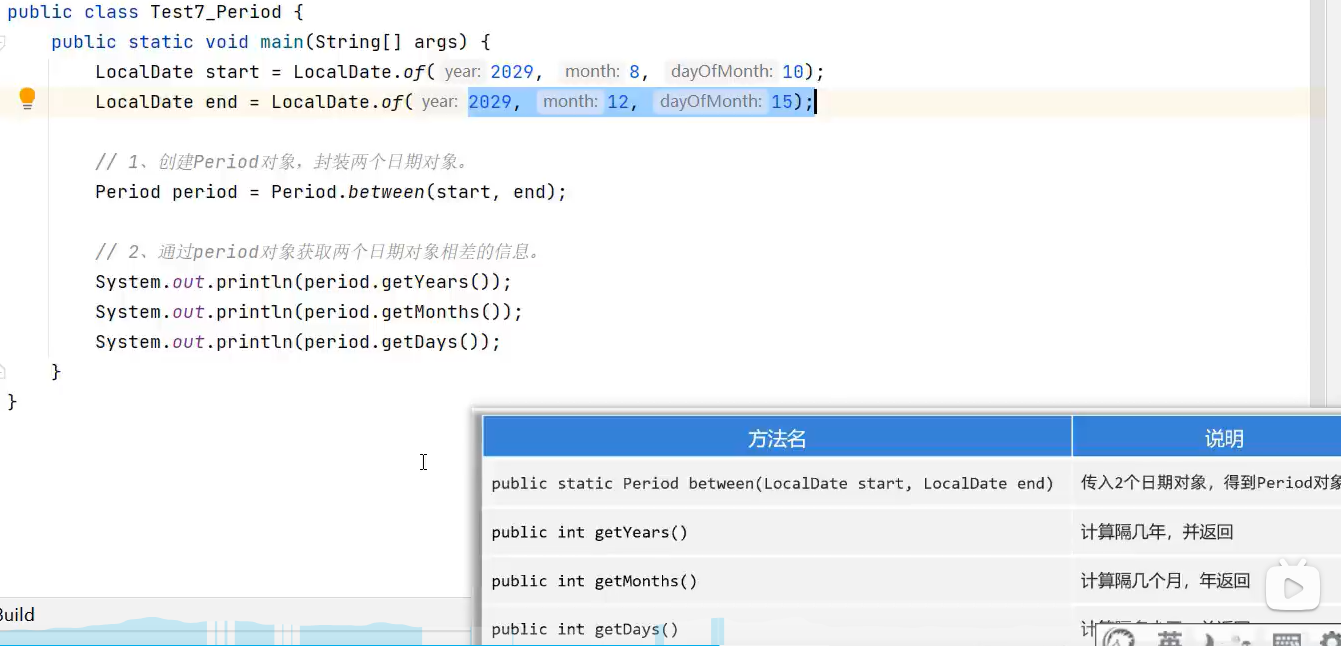 public class Test7_Period {
public static void main(String[] args) {
LocalDate start = LocalDate.of( year: 2029, month: 8, dayOfMonth: 10);
LocalDate end = LocalDate.of( year: 2029, month: 12, dayOfMonth: 15);
// 1、创建Period对象，封装两个日期对象。
Period period = Period.between(start, end);
// 2、通过period对象获取两个日期对象相差的信息。
System.out.println(period.getYears());
System.out.println(period.getMonths());
System.out.println(period.getDays());
}
}
方法名 说明
public static Period between(LocalDate start, LocalDate end) 传入2个日期对象，得到Period对象
public int getYears() 计算隔几年，并返回
public int getMonths() 计算隔几个月，年返回
public int getDays()
Build
英